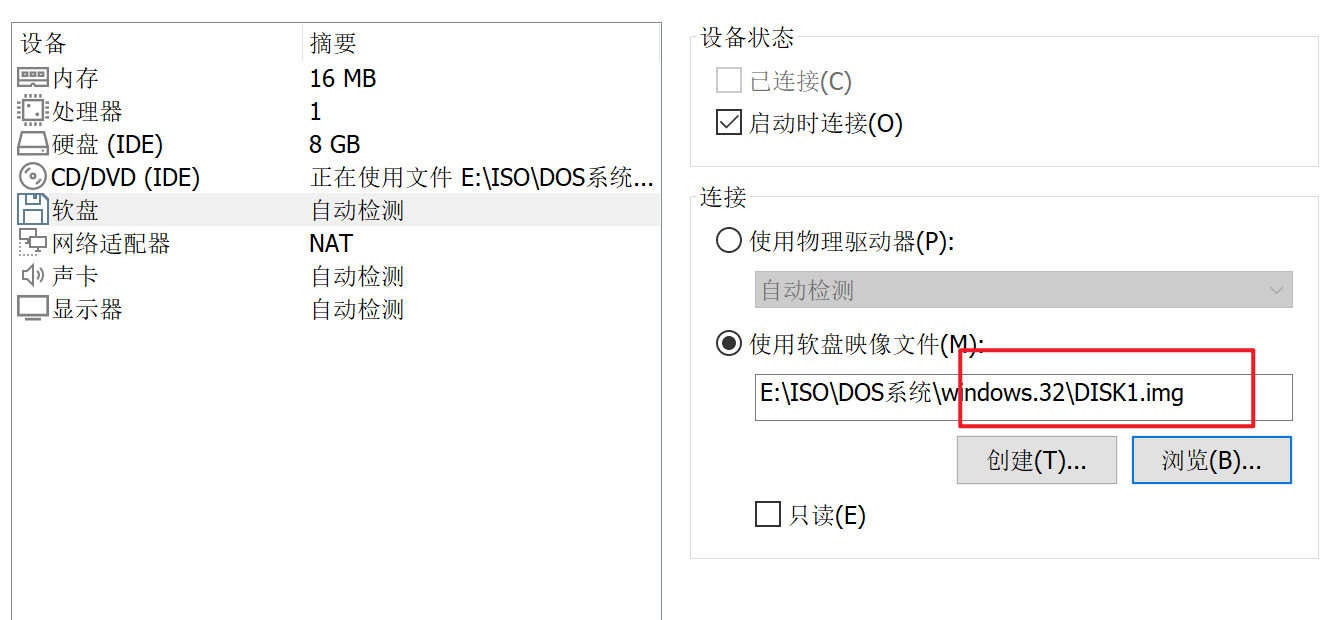 设备 摘要
内存 16 MB
处理器 1
硬盘 (IDE) 8 GB
CD/DVD (IDE) 正在使用文件 E:\ISO\DOS系统...
软盘 自动检测
网络适配器 NAT
声卡 自动检测
显示器 自动检测
设备状态
已连接(C)
启动时连接(O)
连接
使用物理驱动器(P):
自动检测
使用软盘映像文件(M):
E:\ISO\DOS系统\windows.32\DISK1.img
创建(T)...
浏览(B)...
只读(E)